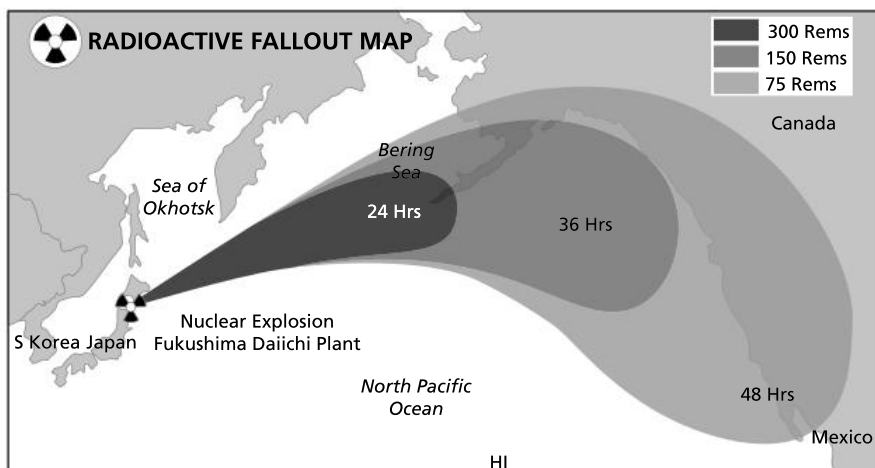 RADIOACTIVE FALLOUT MAP
300 Rems
150 Rems
75 Rems
Canada
Bering
Sea
Sea of
Okhotsk
24 Hrs
36 Hrs
Nuclear Explosion
Fukushima Daiichi Plant
S Korea Japan
North Pacific
Ocean
48 Hrs
Mexico
HI